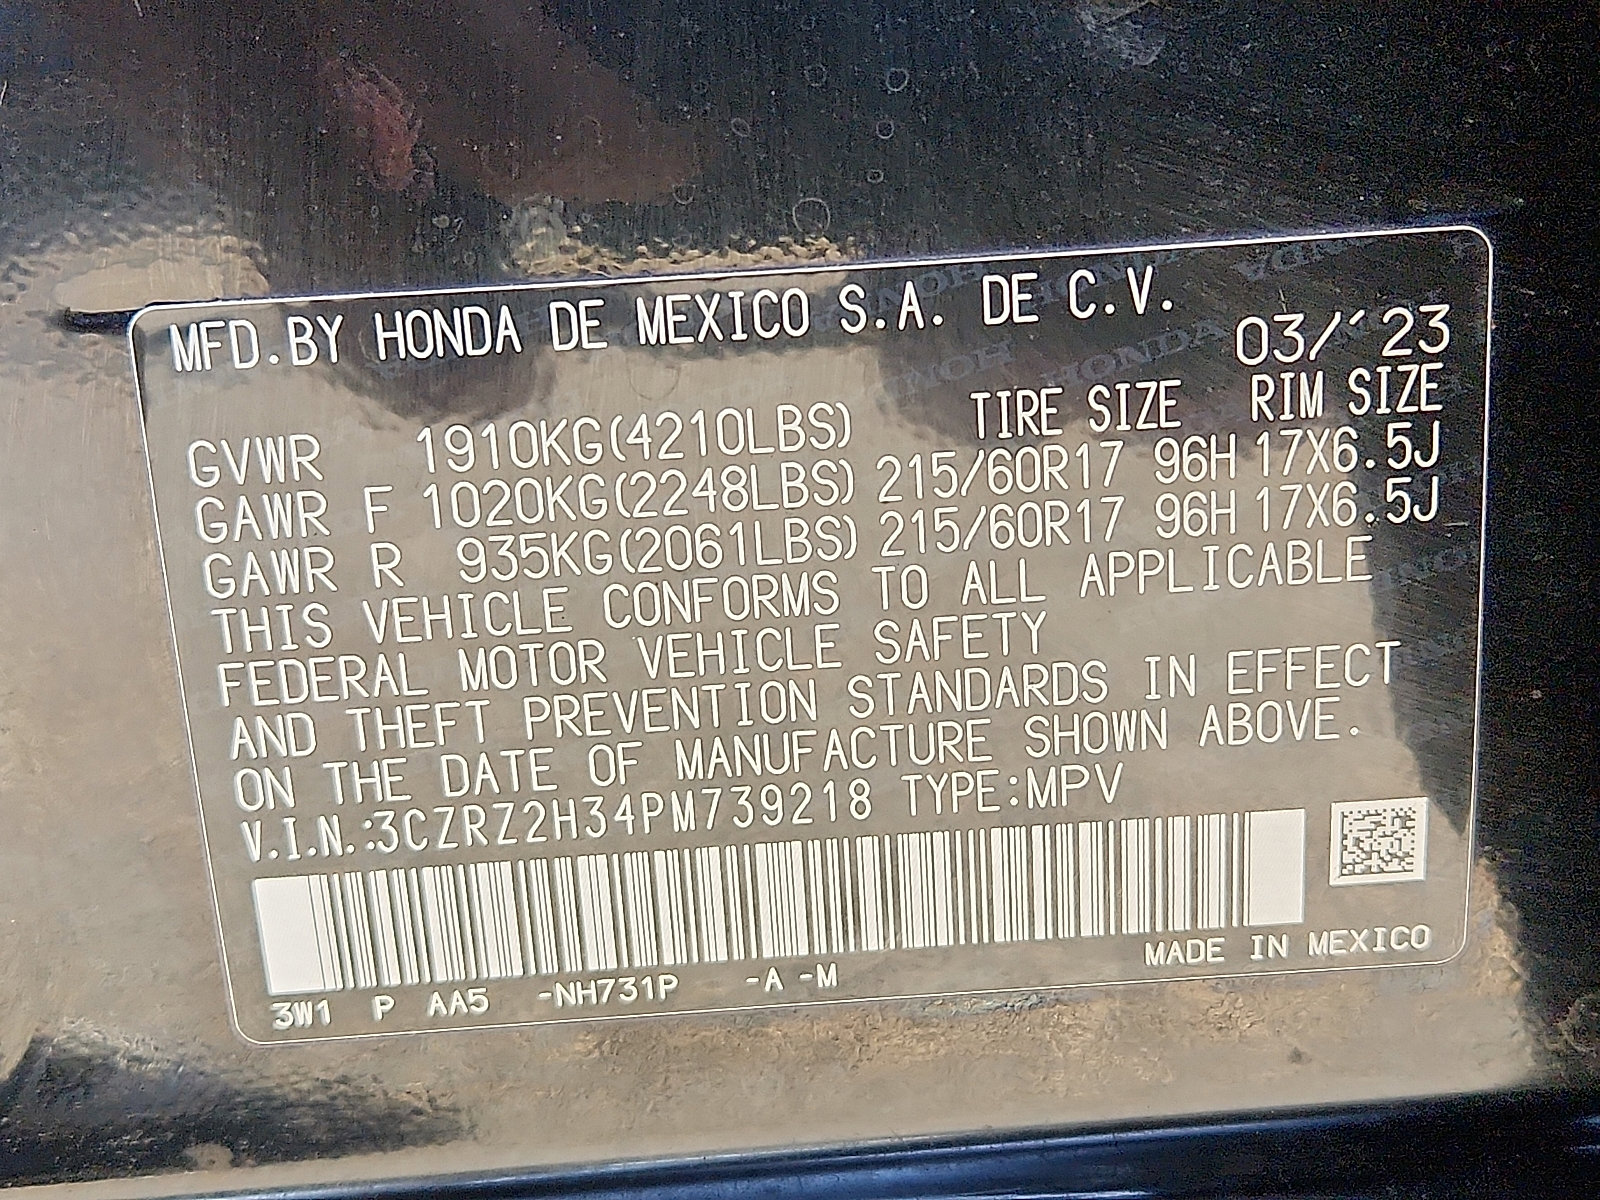 MFD.BY HONDA DE MEXICO S.A. DE C.V.
03/'23
TIRE SIZE RIM SIZE
GVWR 1910KG(4210LBS)
GAWR F 1020KG(2248LBS) 215/60R17 96H 17X6.5J
GAWR R 935KG(2061LBS) 215/60R17 96H 17X6.5J
THIS VEHICLE CONFORMS TO ALL APPLICABLE
FEDERAL MOTOR VEHICLE SAFETY
AND THEFT PREVENTION STANDARDS IN EFFECT
ON THE DATE OF MANUFACTURE SHOWN ABOVE.
V.I.N.:3CZRZ2H34PM739218 TYPE:MPV
3W1 P AA5 -NH731P -A -M
MADE IN MEXICO